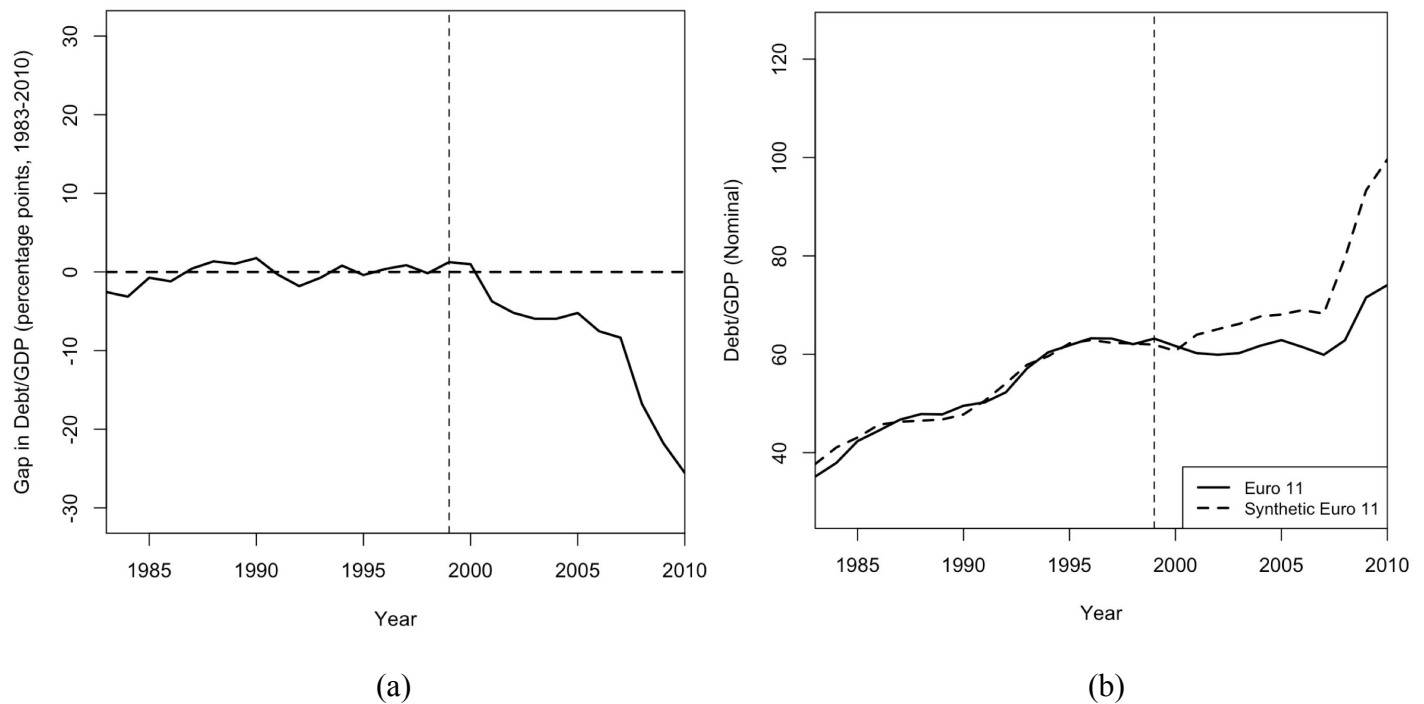 Gap in Debt/GDP (percentage points, 1983-2010)
30
20
10
0
-10
-20
-30
1985 1990 1995 2000 2005 2010
Year
(a)
Debt/GDP (Nominal)
120
100
80
60
40
Euro 11
Synthetic Euro 11
1985 1990 1995 2000 2005 2010
Year
(b)